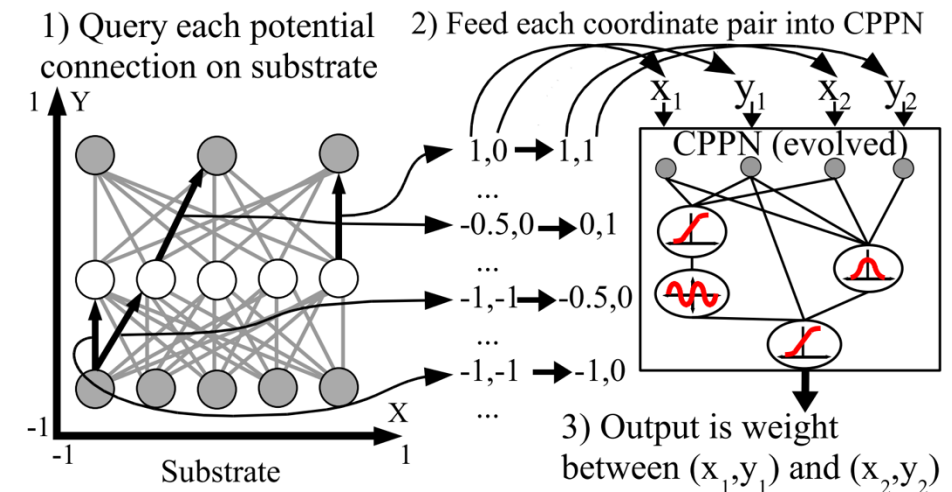 1) Query each potential
connection on substrate
1
Y
-1
-1
X
1
Substrate
2) Feed each coordinate pair into CPPN
x₁ y₁ x₂ y₂
1,0 1,1
...
-0.5,0 0,1
...
-1,-1 -0.5,0
...
-1,-1 -1,0
...
CPPN (evolved)
3) Output is weight
between (x₁,y₁) and (x₂,y₂)